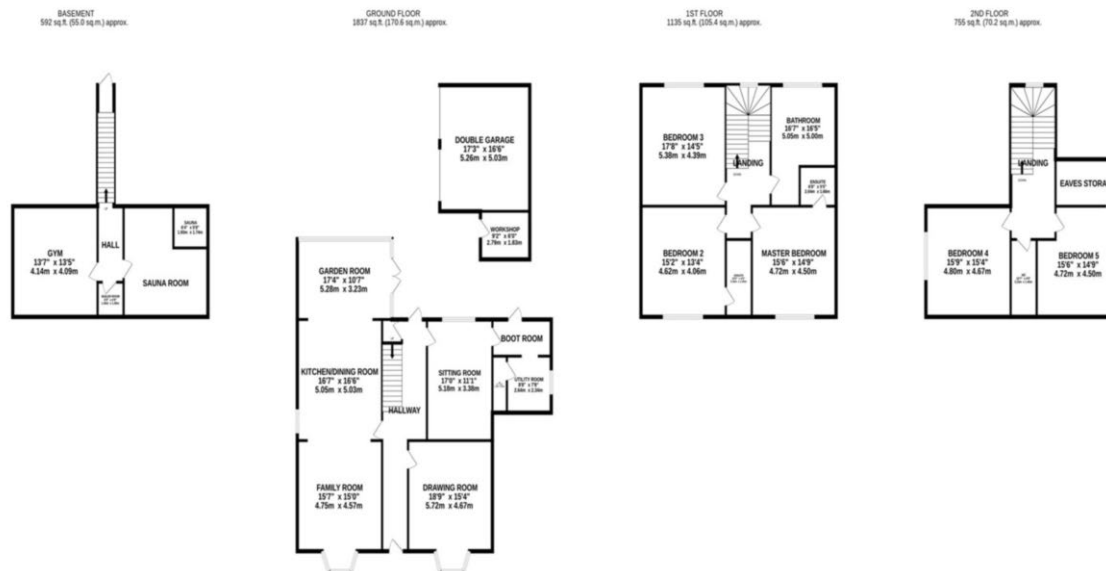 BASEMENT
592 sq.ft. (55.0 sq.m.) approx.
GYM
13'7" x 13'5"
4.14m x 4.09m
HALL
SAUNA
SAUNA ROOM
GROUND FLOOR
1837 sq.ft. (170.6 sq.m.) approx.
DOUBLE GARAGE
17'3" x 16'6"
5.26m x 5.03m
WORKSHOP
9'2" x 6'0"
2.79m x 1.83m
GARDEN ROOM
17'4" x 10'7"
5.28m x 3.23m
KITCHEN/DINING ROOM
16'7" x 16'6"
5.05m x 5.03m
HALLWAY
SITTING ROOM
17'0" x 11'1"
5.18m x 3.38m
BOOT ROOM
UTILITY ROOM
FAMILY ROOM
15'7" x 15'0"
4.75m x 4.57m
DRAWING ROOM
18'9" x 15'4"
5.72m x 4.67m
1ST FLOOR
1135 sq.ft. (105.4 sq.m.) approx.
BEDROOM 3
17'8" x 14'5"
5.38m x 4.39m
LANDING
BATHROOM
16'7" x 16'5"
5.05m x 5.00m
ENSUITE
BEDROOM 2
15'2" x 13'4"
4.62m x 4.06m
MASTER BEDROOM
15'6" x 14'9"
4.72m x 4.50m
2ND FLOOR
755 sq.ft. (70.2 sq.m.) approx.
LANDING
EAVES STORA
BEDROOM 4
15'9" x 15'4"
4.80m x 4.67m
BEDROOM 5
15'6" x 14'9"
4.72m x 4.50m